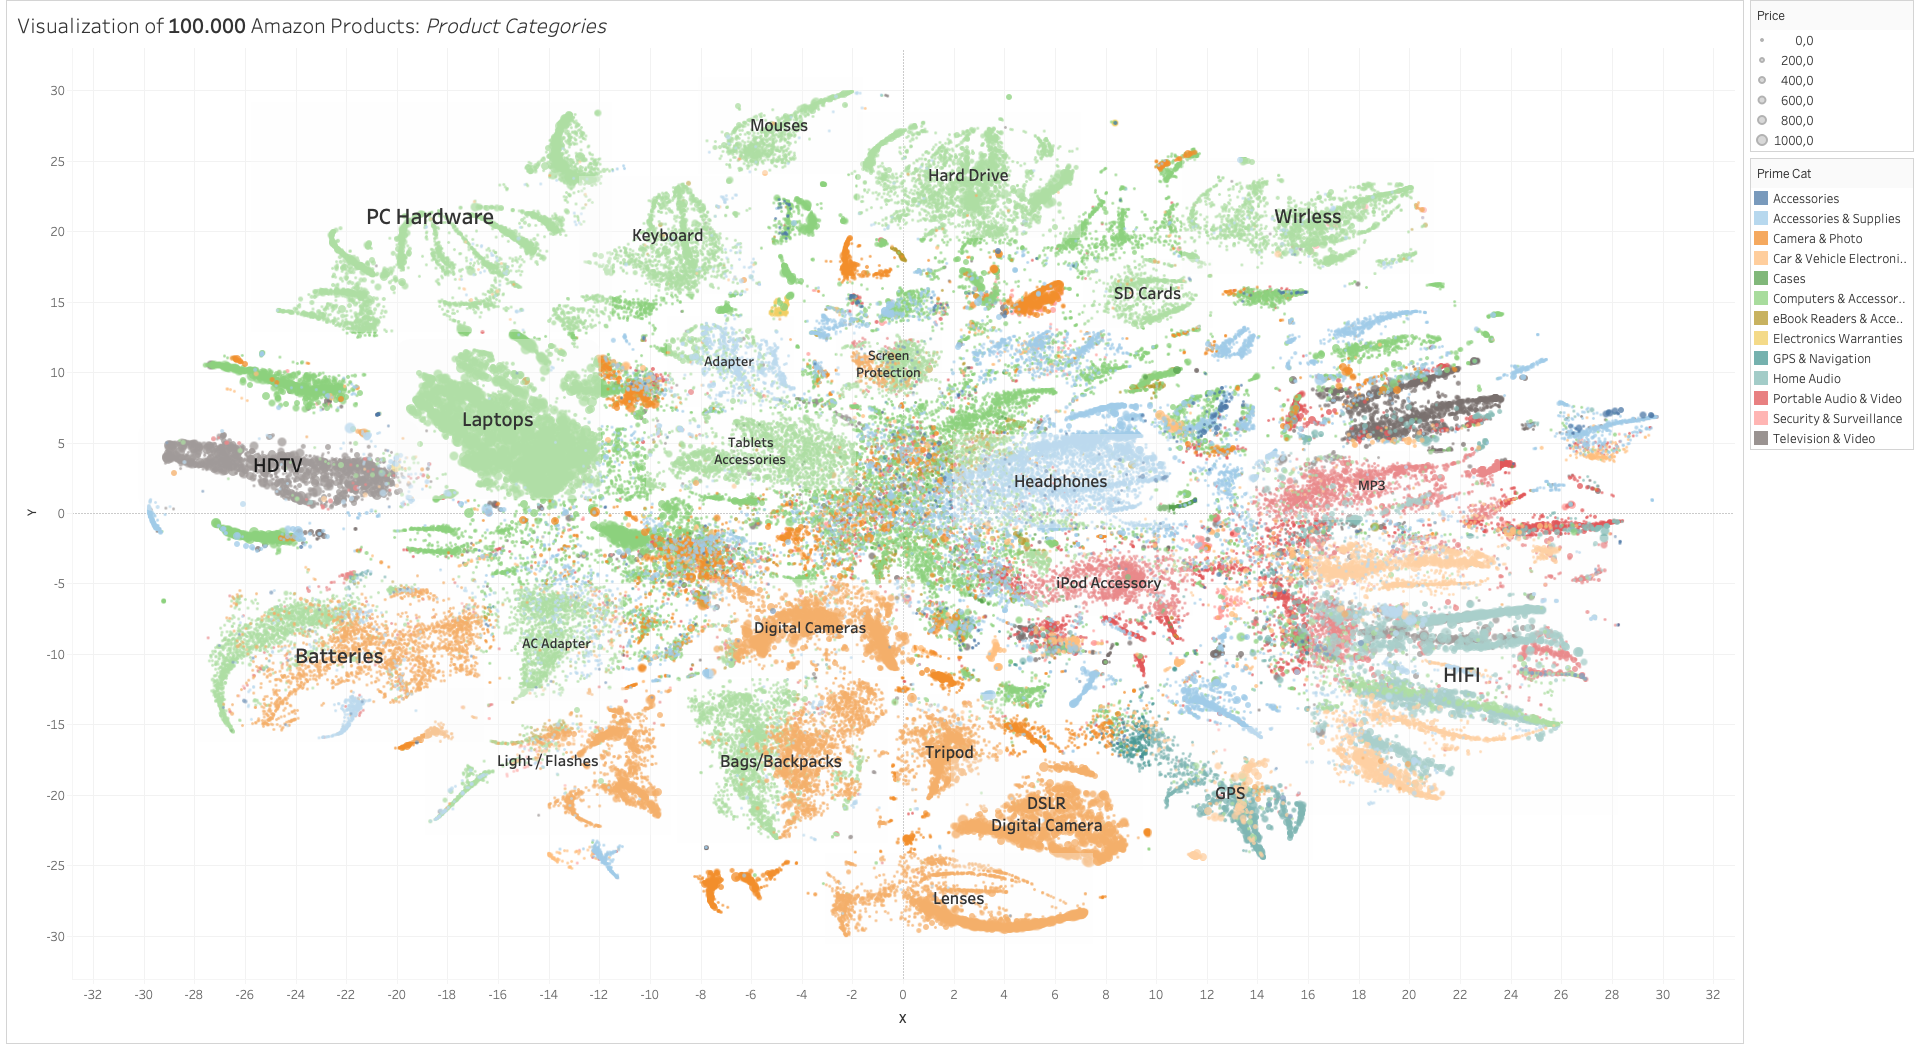 Visualization of 100.000 Amazon Products: Product Categories
Price
0,0
200,0
400,0
600,0
800,0
1000,0
Prime Cat
Accessories
Accessories & Supplies
Camera & Photo
Car & Vehicle Electroni..
Cases
Computers & Accessor..
eBook Readers & Acce..
Electronics Warranties
GPS & Navigation
Home Audio
Portable Audio & Video
Security & Surveillance
Television & Video
Mouses
Hard Drive
PC Hardware
Wirless
Keyboard
SD Cards
Adapter
Screen
Protection
Laptops
Tablets
Accessories
HDTV
Headphones
MP3
iPod Accessory
Digital Cameras
AC Adapter
Batteries
HIFI
Tripod
Light / Flashes
Bags/Backpacks
GPS
DSLR
Digital Camera
Lenses
30
25
20
15
10
5
0
-5
-10
-15
-20
-25
-30
Y
-32 -30 -28 -26 -24 -22 -20 -18 -16 -14 -12 -10 -8 -6 -4 -2 0 2 4 6 8 10 12 14 16 18 20 22 24 26 28 30 32
X